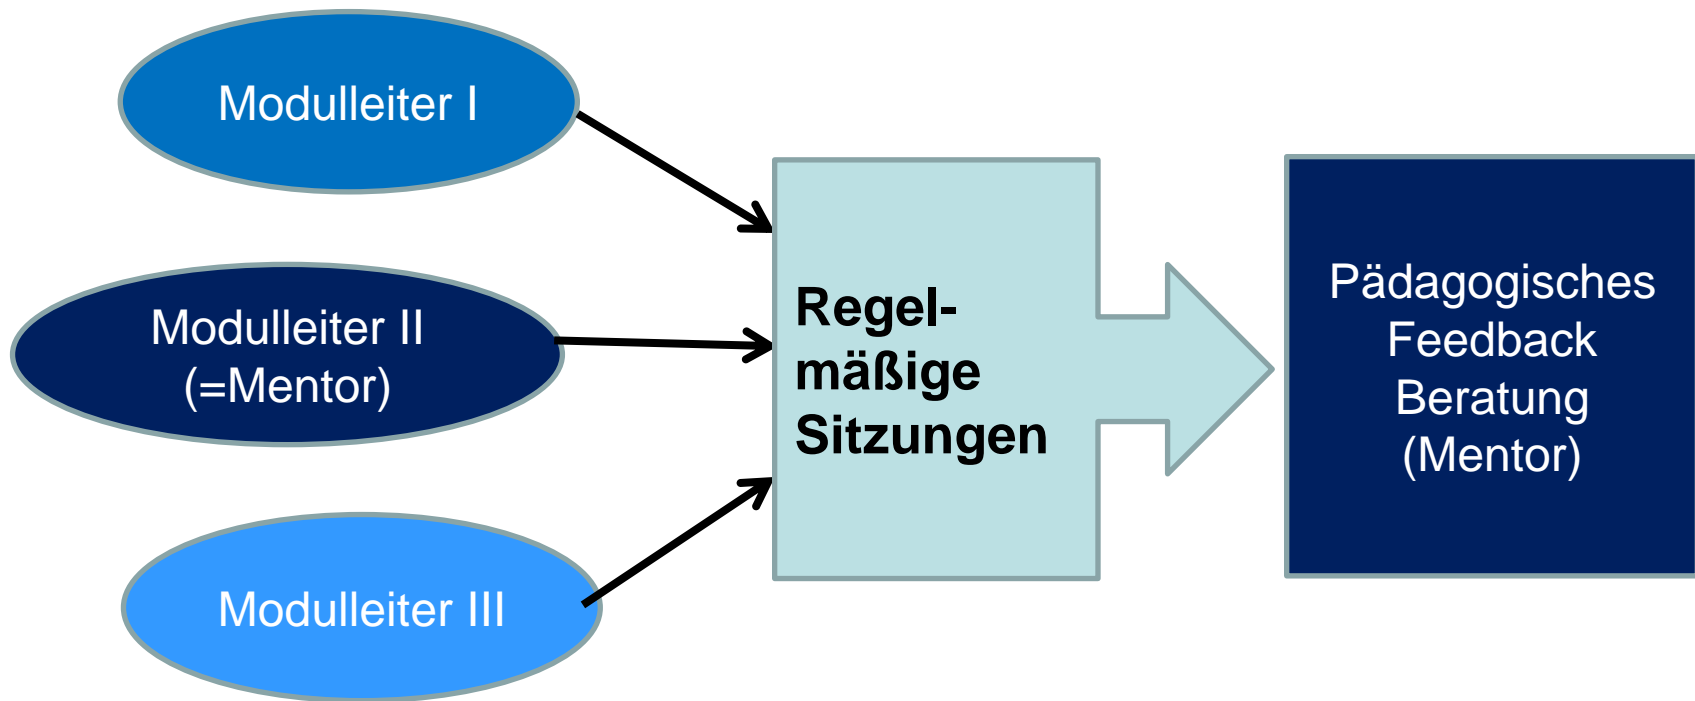 Modulleiter I
Modulleiter II
(=Mentor)
Modulleiter III
Regel-
mäßige
Sitzungen
Pädagogisches
Feedback
Beratung
(Mentor)